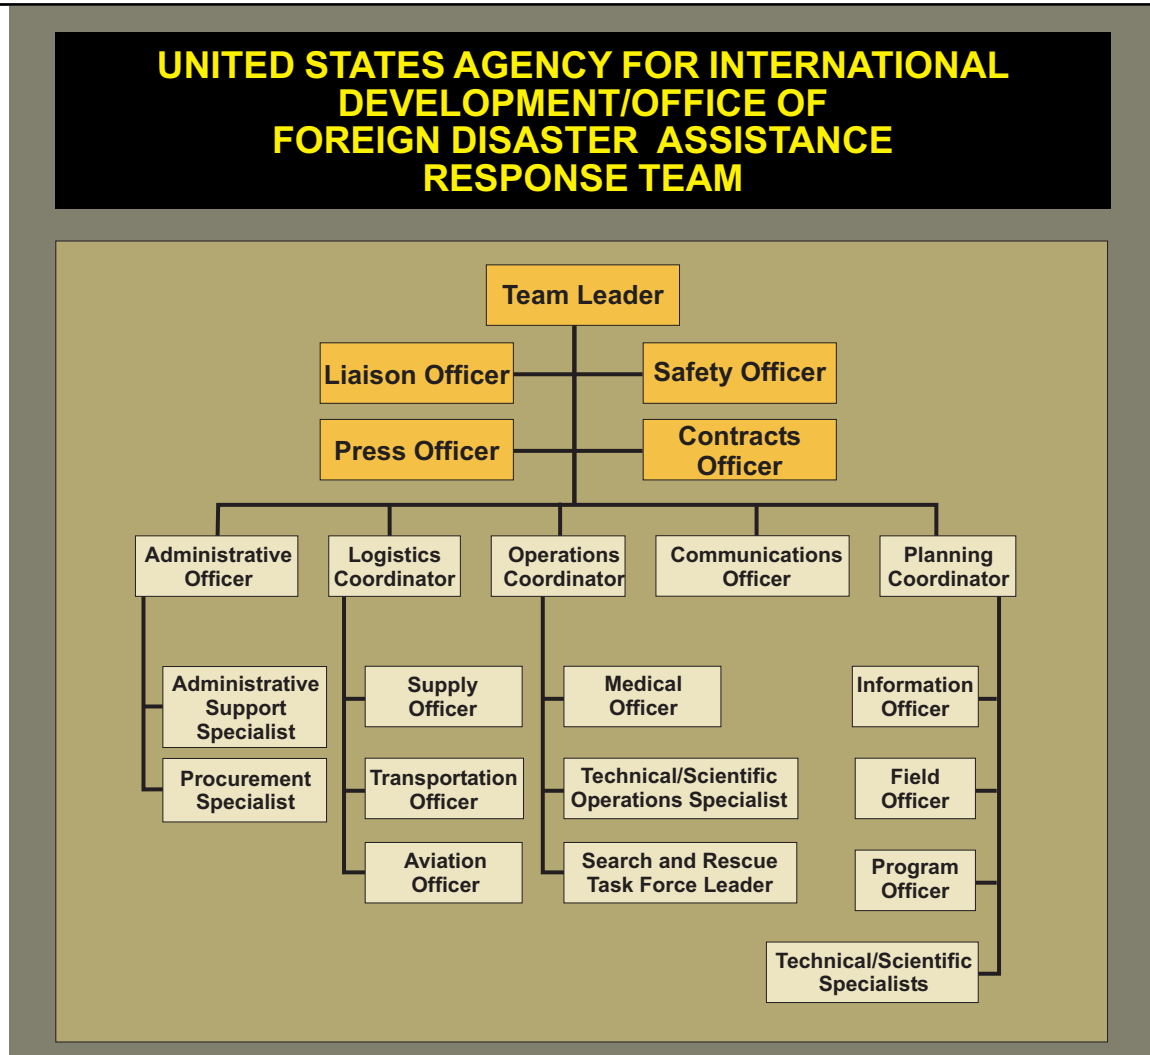 UNITED STATES AGENCY FOR INTERNATIONAL
DEVELOPMENT/OFFICE OF
FOREIGN DISASTER ASSISTANCE
RESPONSE TEAM
Team Leader
Liaison Officer
Safety Officer
Press Officer
Contracts
Officer
Administrative
Officer
Logistics
Coordinator
Operations
Coordinator
Communications
Officer
Planning
Coordinator
Administrative
Support
Specialist
Procurement
Specialist
Supply
Officer
Transportation
Officer
Aviation
Officer
Medical
Officer
Technical/Scientific
Operations Specialist
Search and Rescue
Task Force Leader
Information
Officer
Field
Officer
Program
Officer
Technical/Scientific
Specialists